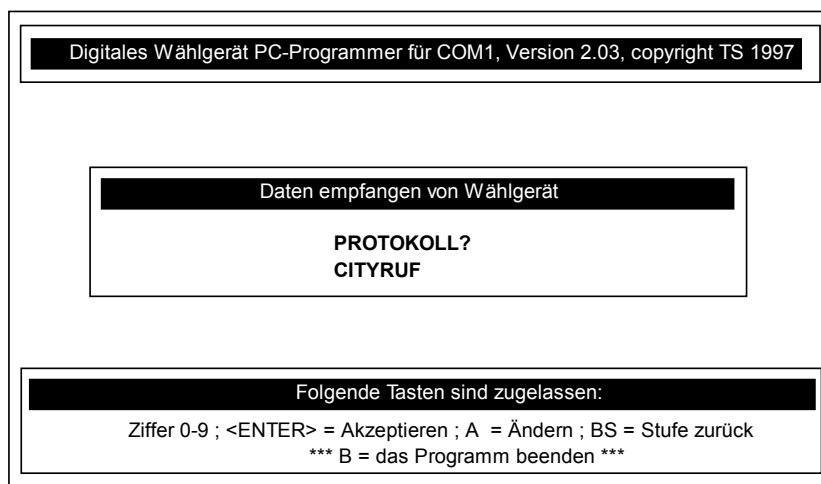 Digitales Wählgerät PC-Programmer für COM1, Version 2.03, copyright TS 1997
Daten empfangen von Wählgerät
PROTOKOLL?
CITYRUF
Folgende Tasten sind zugelassen:
Ziffer 0-9 ; <ENTER> = Akzeptieren ; A = Ändern ; BS = Stufe zurück
*** B = das Programm beenden ***